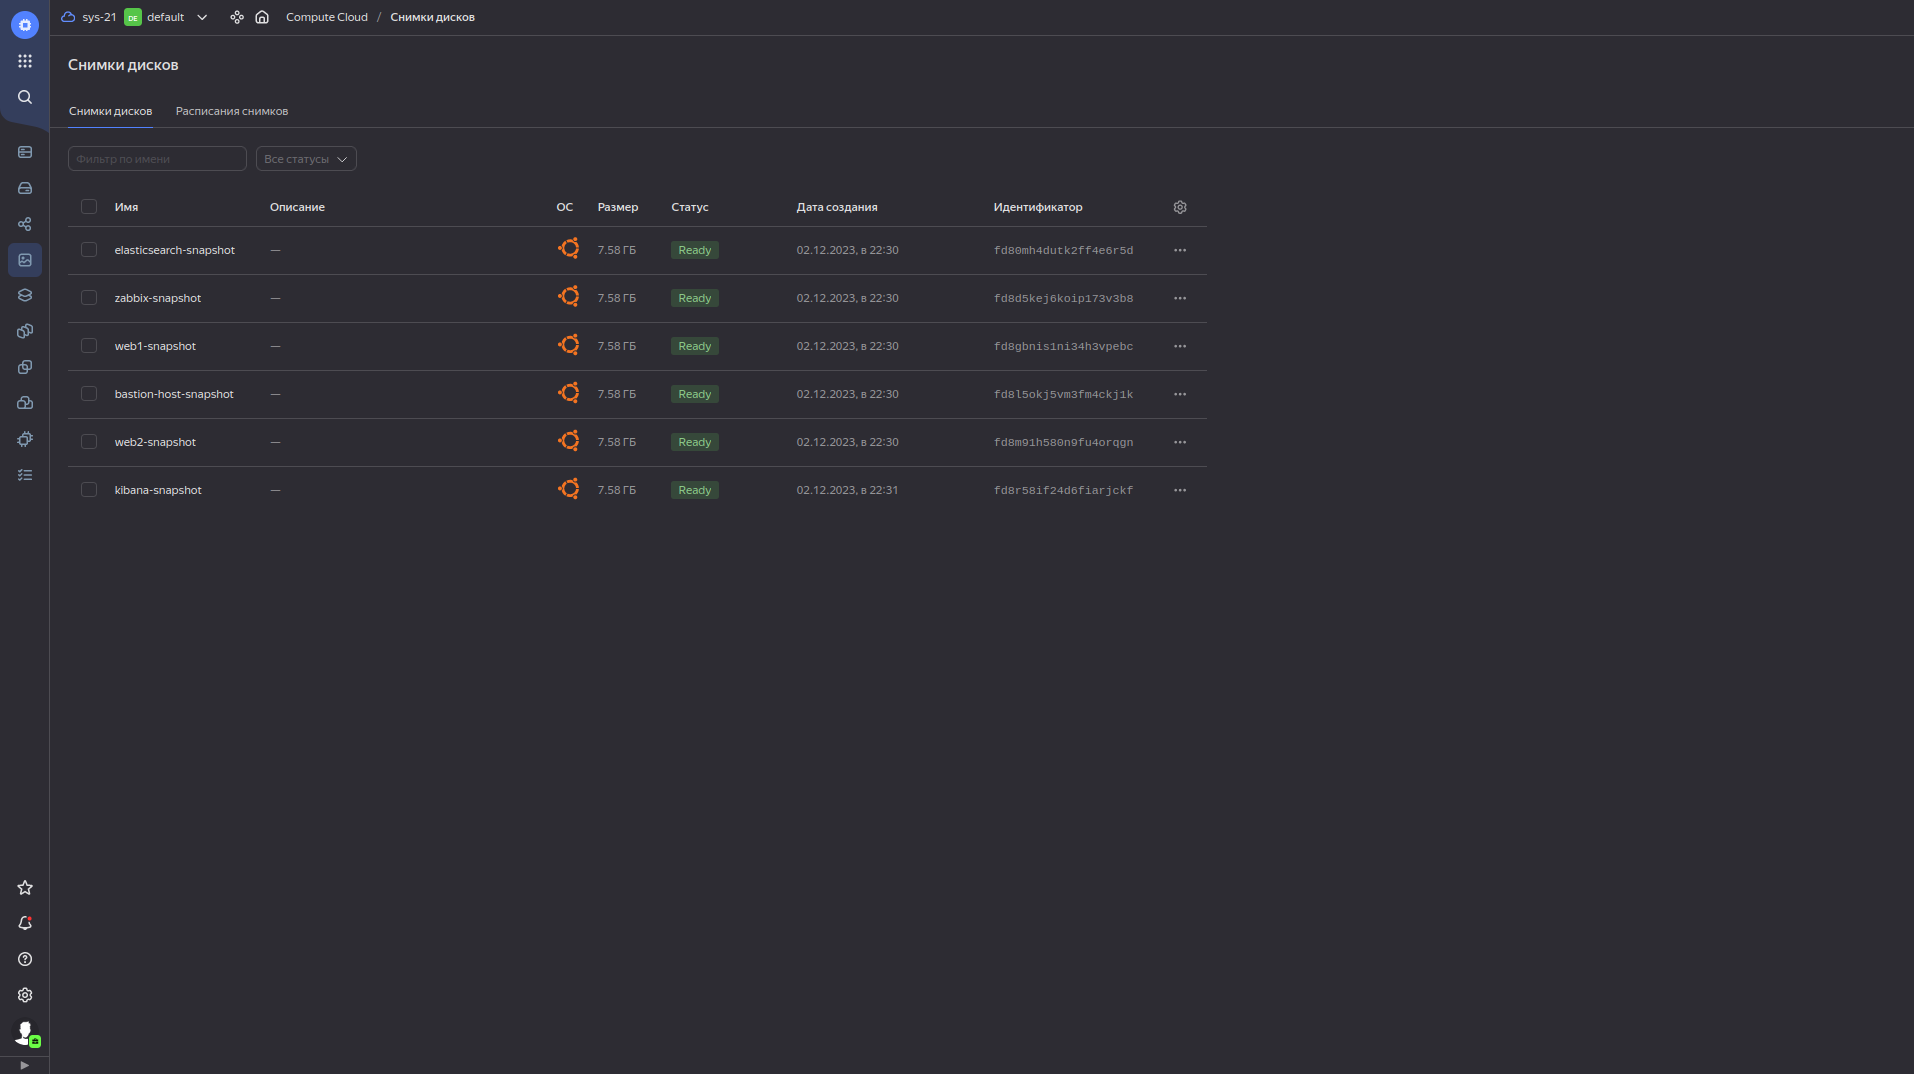 sys-21 DE default Compute Cloud / Снимки дисков
Снимки дисков
Снимки дисков Расписания снимков
Фильтр по имени Все статусы
Имя Описание ОС Размер Статус Дата создания Идентификатор
elasticsearch-snapshot — 7.58 ГБ Ready 02.12.2023, в 22:30 fd80mh4dutk2ff4e6r5d
zabbix-snapshot — 7.58 ГБ Ready 02.12.2023, в 22:30 fd8d5kej6koip173v3b8
web1-snapshot — 7.58 ГБ Ready 02.12.2023, в 22:30 fd8gbnis1ni34h3vpebc
bastion-host-snapshot — 7.58 ГБ Ready 02.12.2023, в 22:30 fd8l5okj5vm3fm4ckj1k
web2-snapshot — 7.58 ГБ Ready 02.12.2023, в 22:30 fd8m91h580n9fu4orqgn
kibana-snapshot — 7.58 ГБ Ready 02.12.2023, в 22:31 fd8r58if24d6fiarjckf